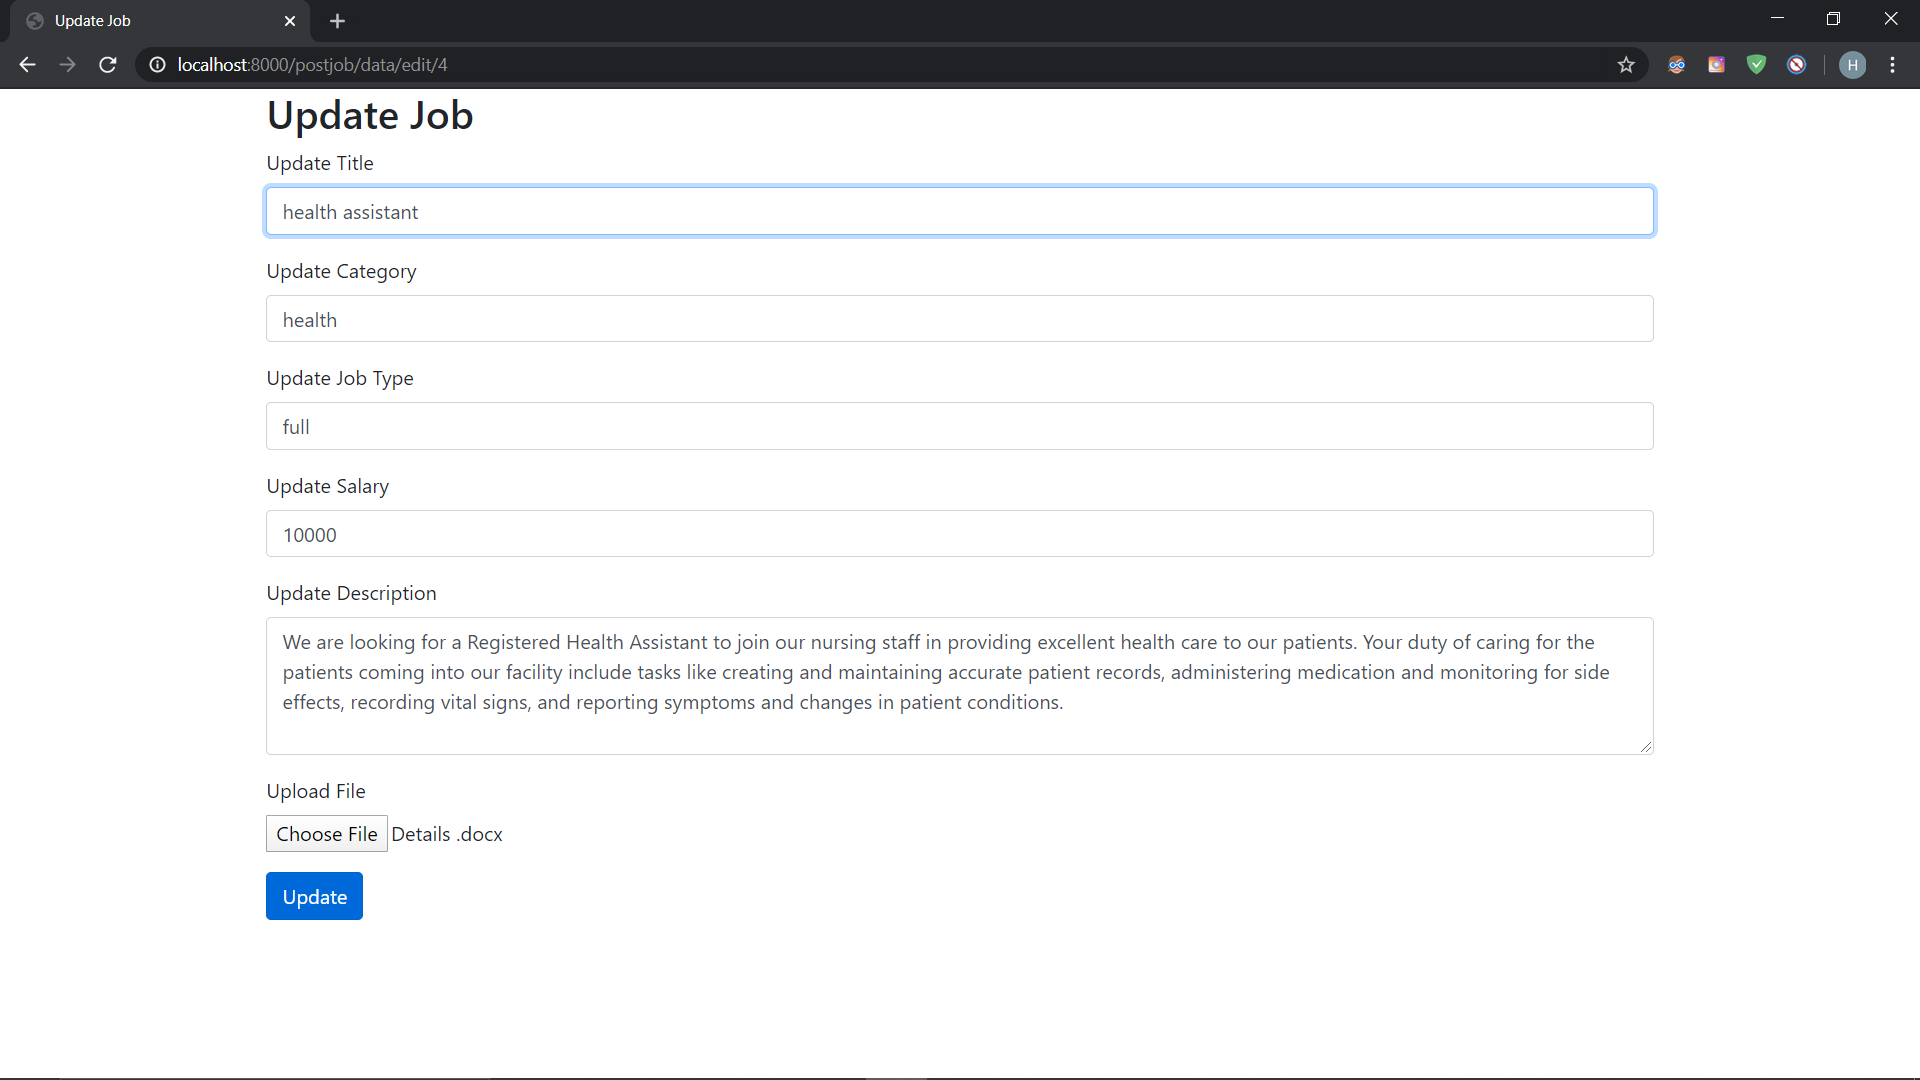 Update Job
localhost:8000/postjob/data/edit/4
H
Update Job
Update Title
health assistant
Update Category
health
Update Job Type
full
Update Salary
10000
Update Description
We are looking for a Registered Health Assistant to join our nursing staff in providing excellent health care to our patients. Your duty of caring for the
patients coming into our facility include tasks like creating and maintaining accurate patient records, administering medication and monitoring for side
effects, recording vital signs, and reporting symptoms and changes in patient conditions.
Upload File
Choose File Details .docx
Update